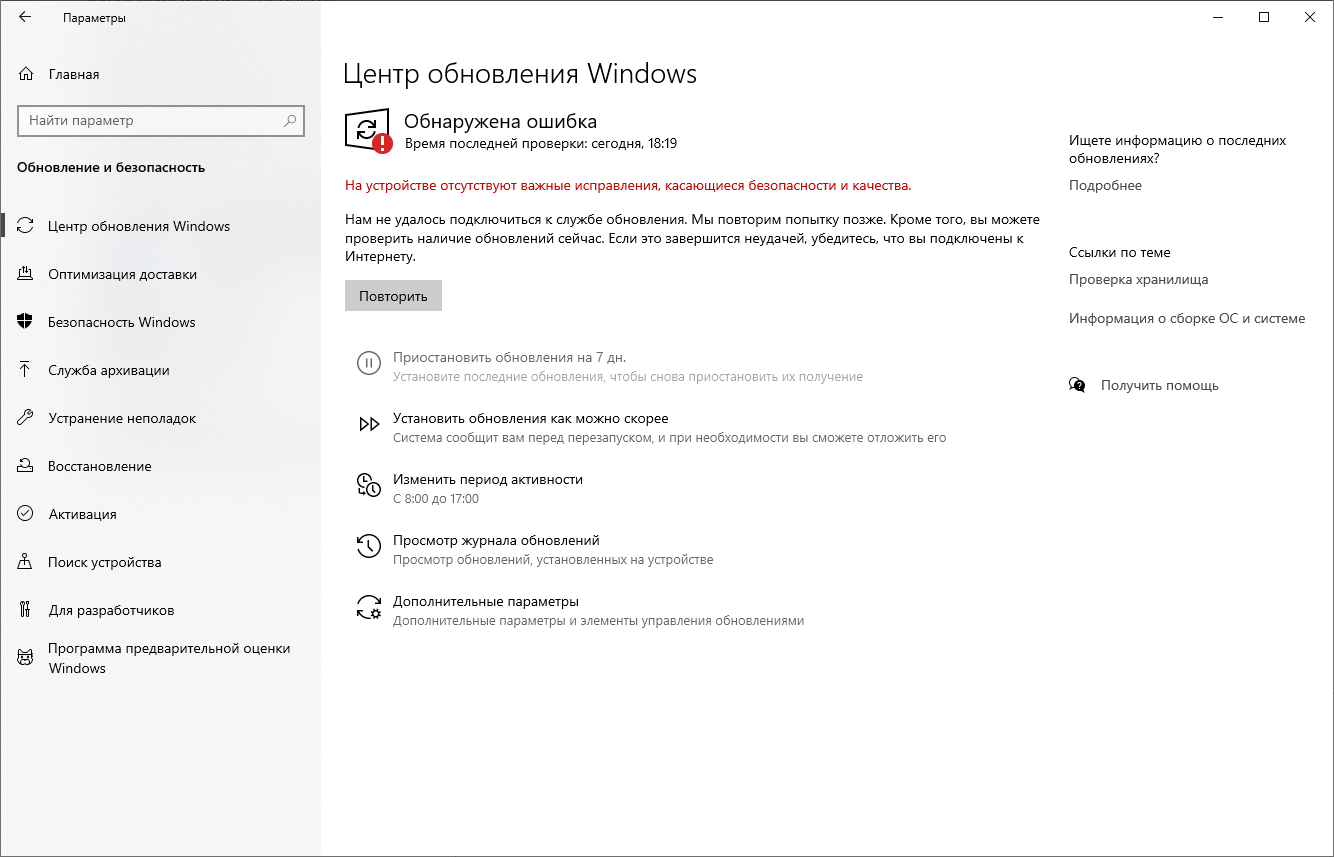 Параметры
Главная
Найти параметр
Обновление и безопасность
Центр обновления Windows
Оптимизация доставки
Безопасность Windows
Служба архивации
Устранение неполадок
Восстановление
Активация
Поиск устройства
Для разработчиков
Программа предварительной оценки
Windows
Центр обновления Windows
Обнаружена ошибка
Время последней проверки: сегодня, 18:19
На устройстве отсутствуют важные исправления, касающиеся безопасности и качества.
Нам не удалось подключиться к службе обновления. Мы повторим попытку позже. Кроме того, вы можете
проверить наличие обновлений сейчас. Если это завершится неудачей, убедитесь, что вы подключены к
Интернету.
Повторить
Приостановить обновления на 7 дн.
Установите последние обновления, чтобы снова приостановить их получение
Установить обновления как можно скорее
Система сообщит вам перед перезапуском, и при необходимости вы сможете отложить его
Изменить период активности
С 8:00 до 17:00
Просмотр журнала обновлений
Просмотр обновлений, установленных на устройстве
Дополнительные параметры
Дополнительные параметры и элементы управления обновлениями
Ищете информацию о последних
обновлениях?
Подробнее
Ссылки по теме
Проверка хранилища
Информация о сборке ОС и системе
Получить помощь